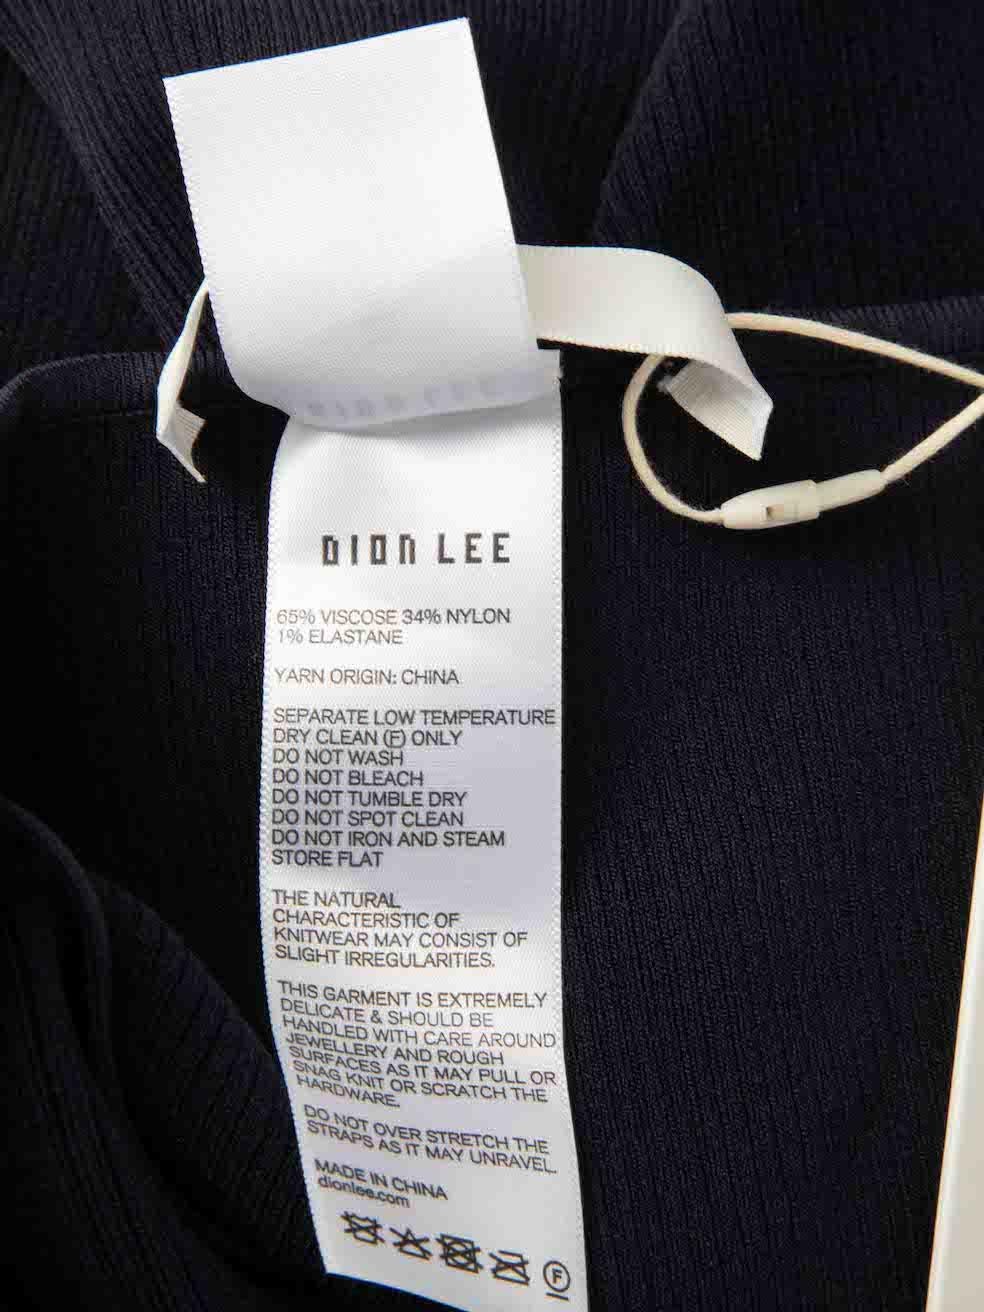 DION LEE
65% VISCOSE 34% NYLON
1% ELASTANE
YARN ORIGIN: CHINA
SEPARATE LOW TEMPERATURE
DRY CLEAN Ⓕ ONLY
DO NOT WASH
DO NOT BLEACH
DO NOT TUMBLE DRY
DO NOT SPOT CLEAN
DO NOT IRON AND STEAM
STORE FLAT
THE NATURAL
CHARACTERISTIC OF
KNITWEAR MAY CONSIST OF
SLIGHT IRREGULARITIES.
THIS GARMENT IS EXTREMELY
DELICATE & SHOULD BE
HANDLED WITH CARE AROUND
JEWELLERY AND ROUGH
SURFACES AS IT MAY PULL OR
SNAG KNIT OR SCRATCH THE
HARDWARE.
DO NOT OVER STRETCH THE
STRAPS AS IT MAY UNRAVEL.
MADE IN CHINA
dionlee.com
Ⓕ